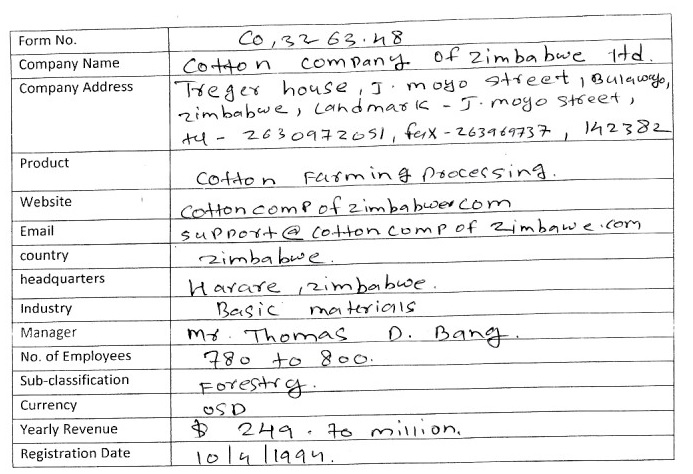 Form No. CO,3263.48
Company Name Cotton company of zimbabwe ltd.
Company Address Treger house, J. moyo street, Bulawayo,
zimbabwe, Landmark - J. moyo street,
tel - 2630972051, fax - 263969737, 142382
Product Cotton Farming Processing.
Website cottoncompofzimbabwe.com
Email support@cottoncompofzimbawe.com
country zimbabwe.
headquarters Harare, zimbabwe.
Industry Basic materials
Manager Mr. Thomas D. Bang.
No. of Employees 780 to 800.
Sub-classification Forestry.
Currency USD
Yearly Revenue $ 249.70 million.
Registration Date 10/4/1994.